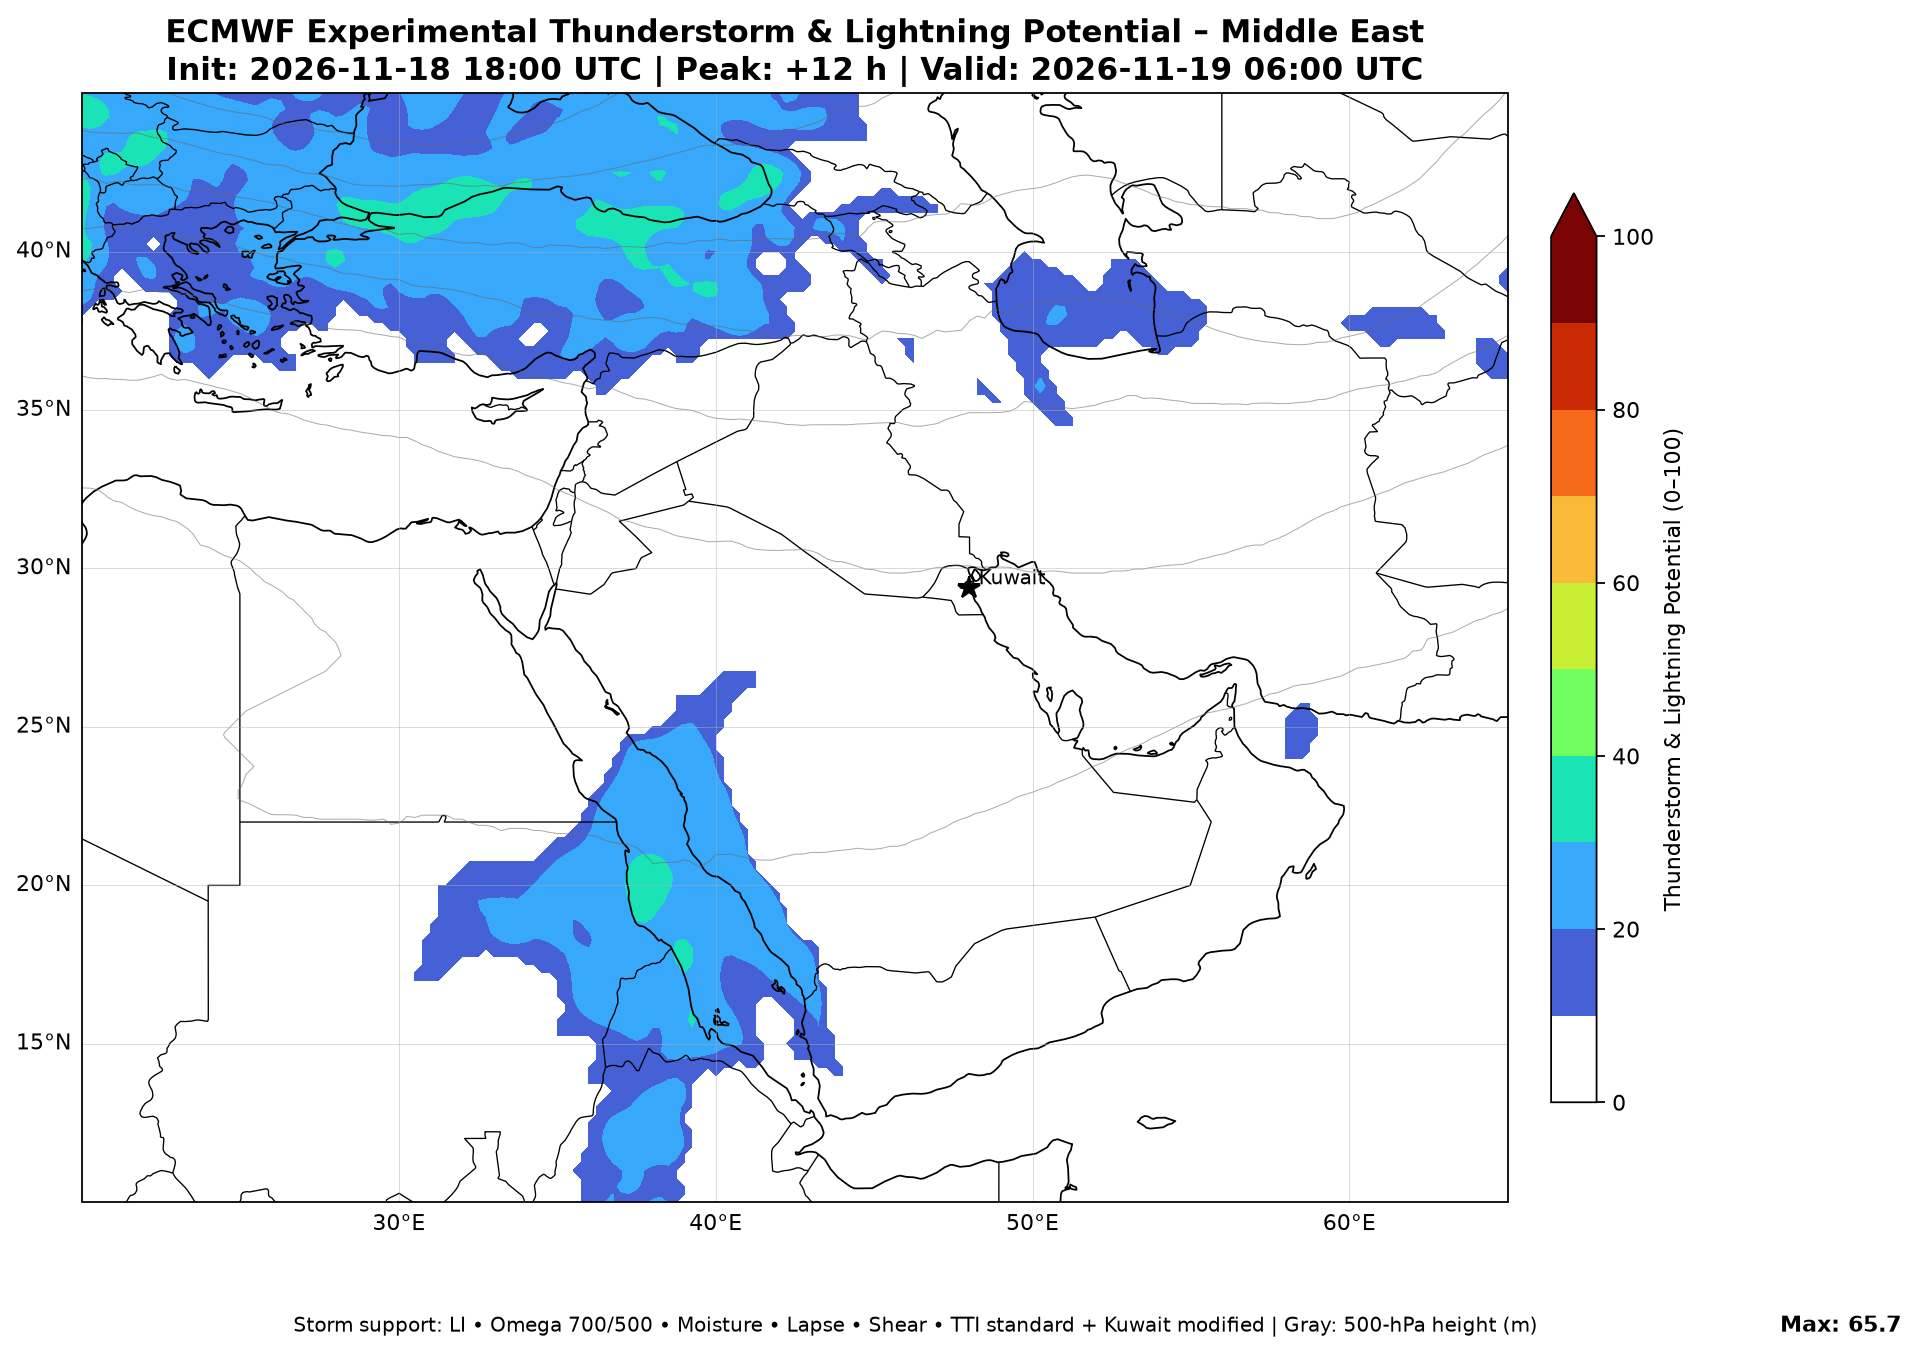 ECMWF Experimental Thunderstorm & Lightning Potential – Middle East
Init: 2026-11-18 18:00 UTC | Peak: +12 h | Valid: 2026-11-19 06:00 UTC
40°N
35°N
30°N
25°N
20°N
15°N
Kuwait
30°E
40°E
50°E
60°E
100
80
60
40
20
0
Thunderstorm & Lightning Potential (0–100)
Storm support: LI • Omega 700/500 • Moisture • Lapse • Shear • TTI standard + Kuwait modified | Gray: 500-hPa height (m)
Max: 65.7